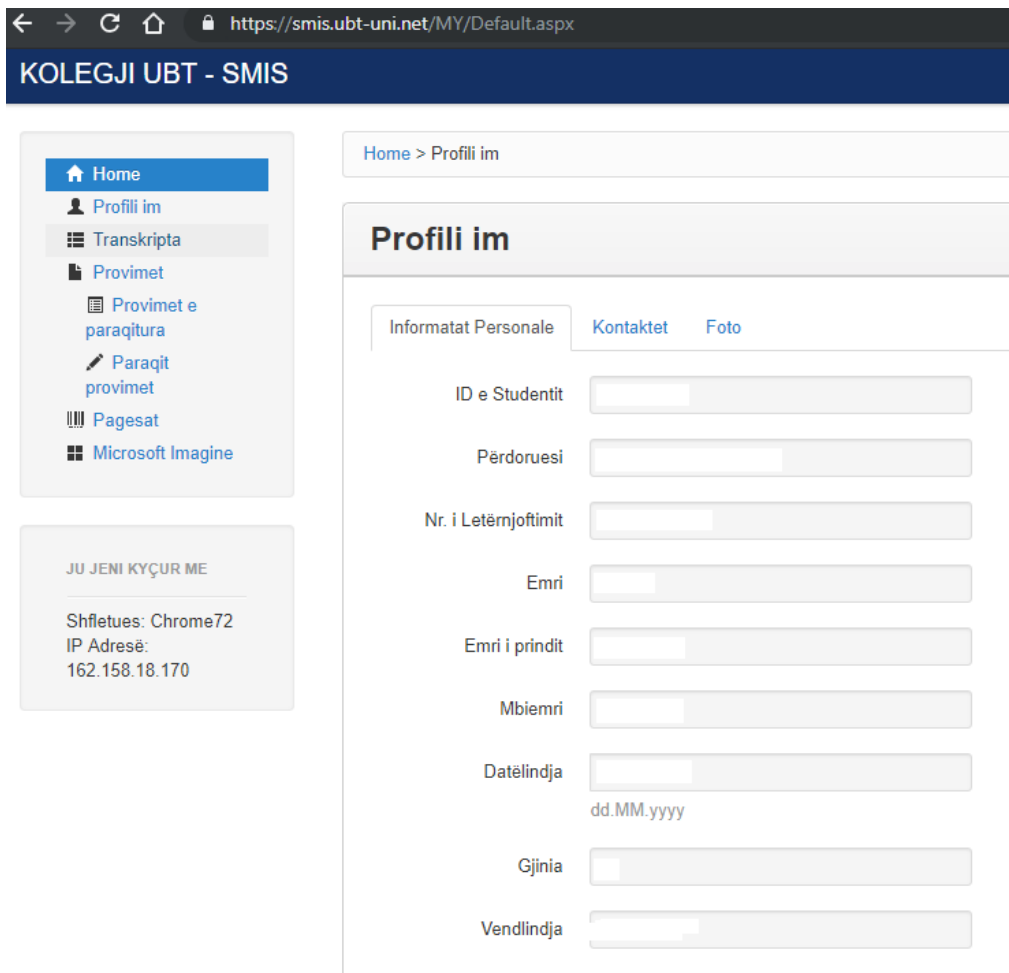 https://smis.ubt-uni.net/MY/Default.aspx
KOLEGJI UBT - SMIS
Home
Profili im
Transkripta
Provimet
Provimet e
paraqitura
Paraqit
provimet
Pagesat
Microsoft Imagine
JU JENI KYÇUR ME
Shfletues: Chrome72
IP Adresë:
162.158.18.170
Home > Profili im
Profili im
Informatat Personale Kontaktet Foto
ID e Studentit
Përdoruesi
Nr. i Letërnjoftimit
Emri
Emri i prindit
Mbiemri
Datëlindja
dd.MM.yyyy
Gjinia
Vendlindja